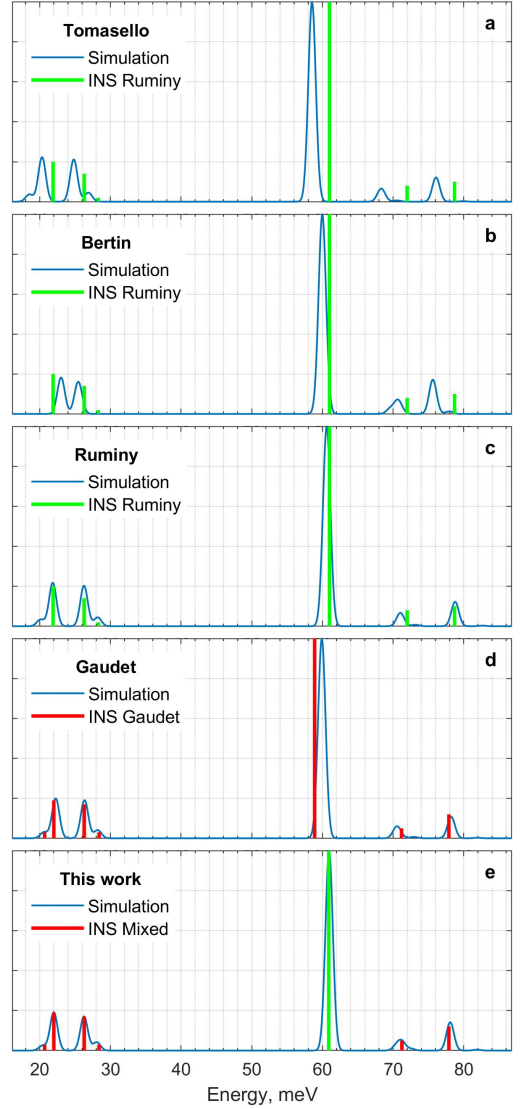 a
Tomasello
Simulation
INS Ruminy
b
Bertin
Simulation
INS Ruminy
c
Ruminy
Simulation
INS Ruminy
d
Gaudet
Simulation
INS Gaudet
e
This work
Simulation
INS Mixed
20 30 40 50 60 70 80
Energy, meV